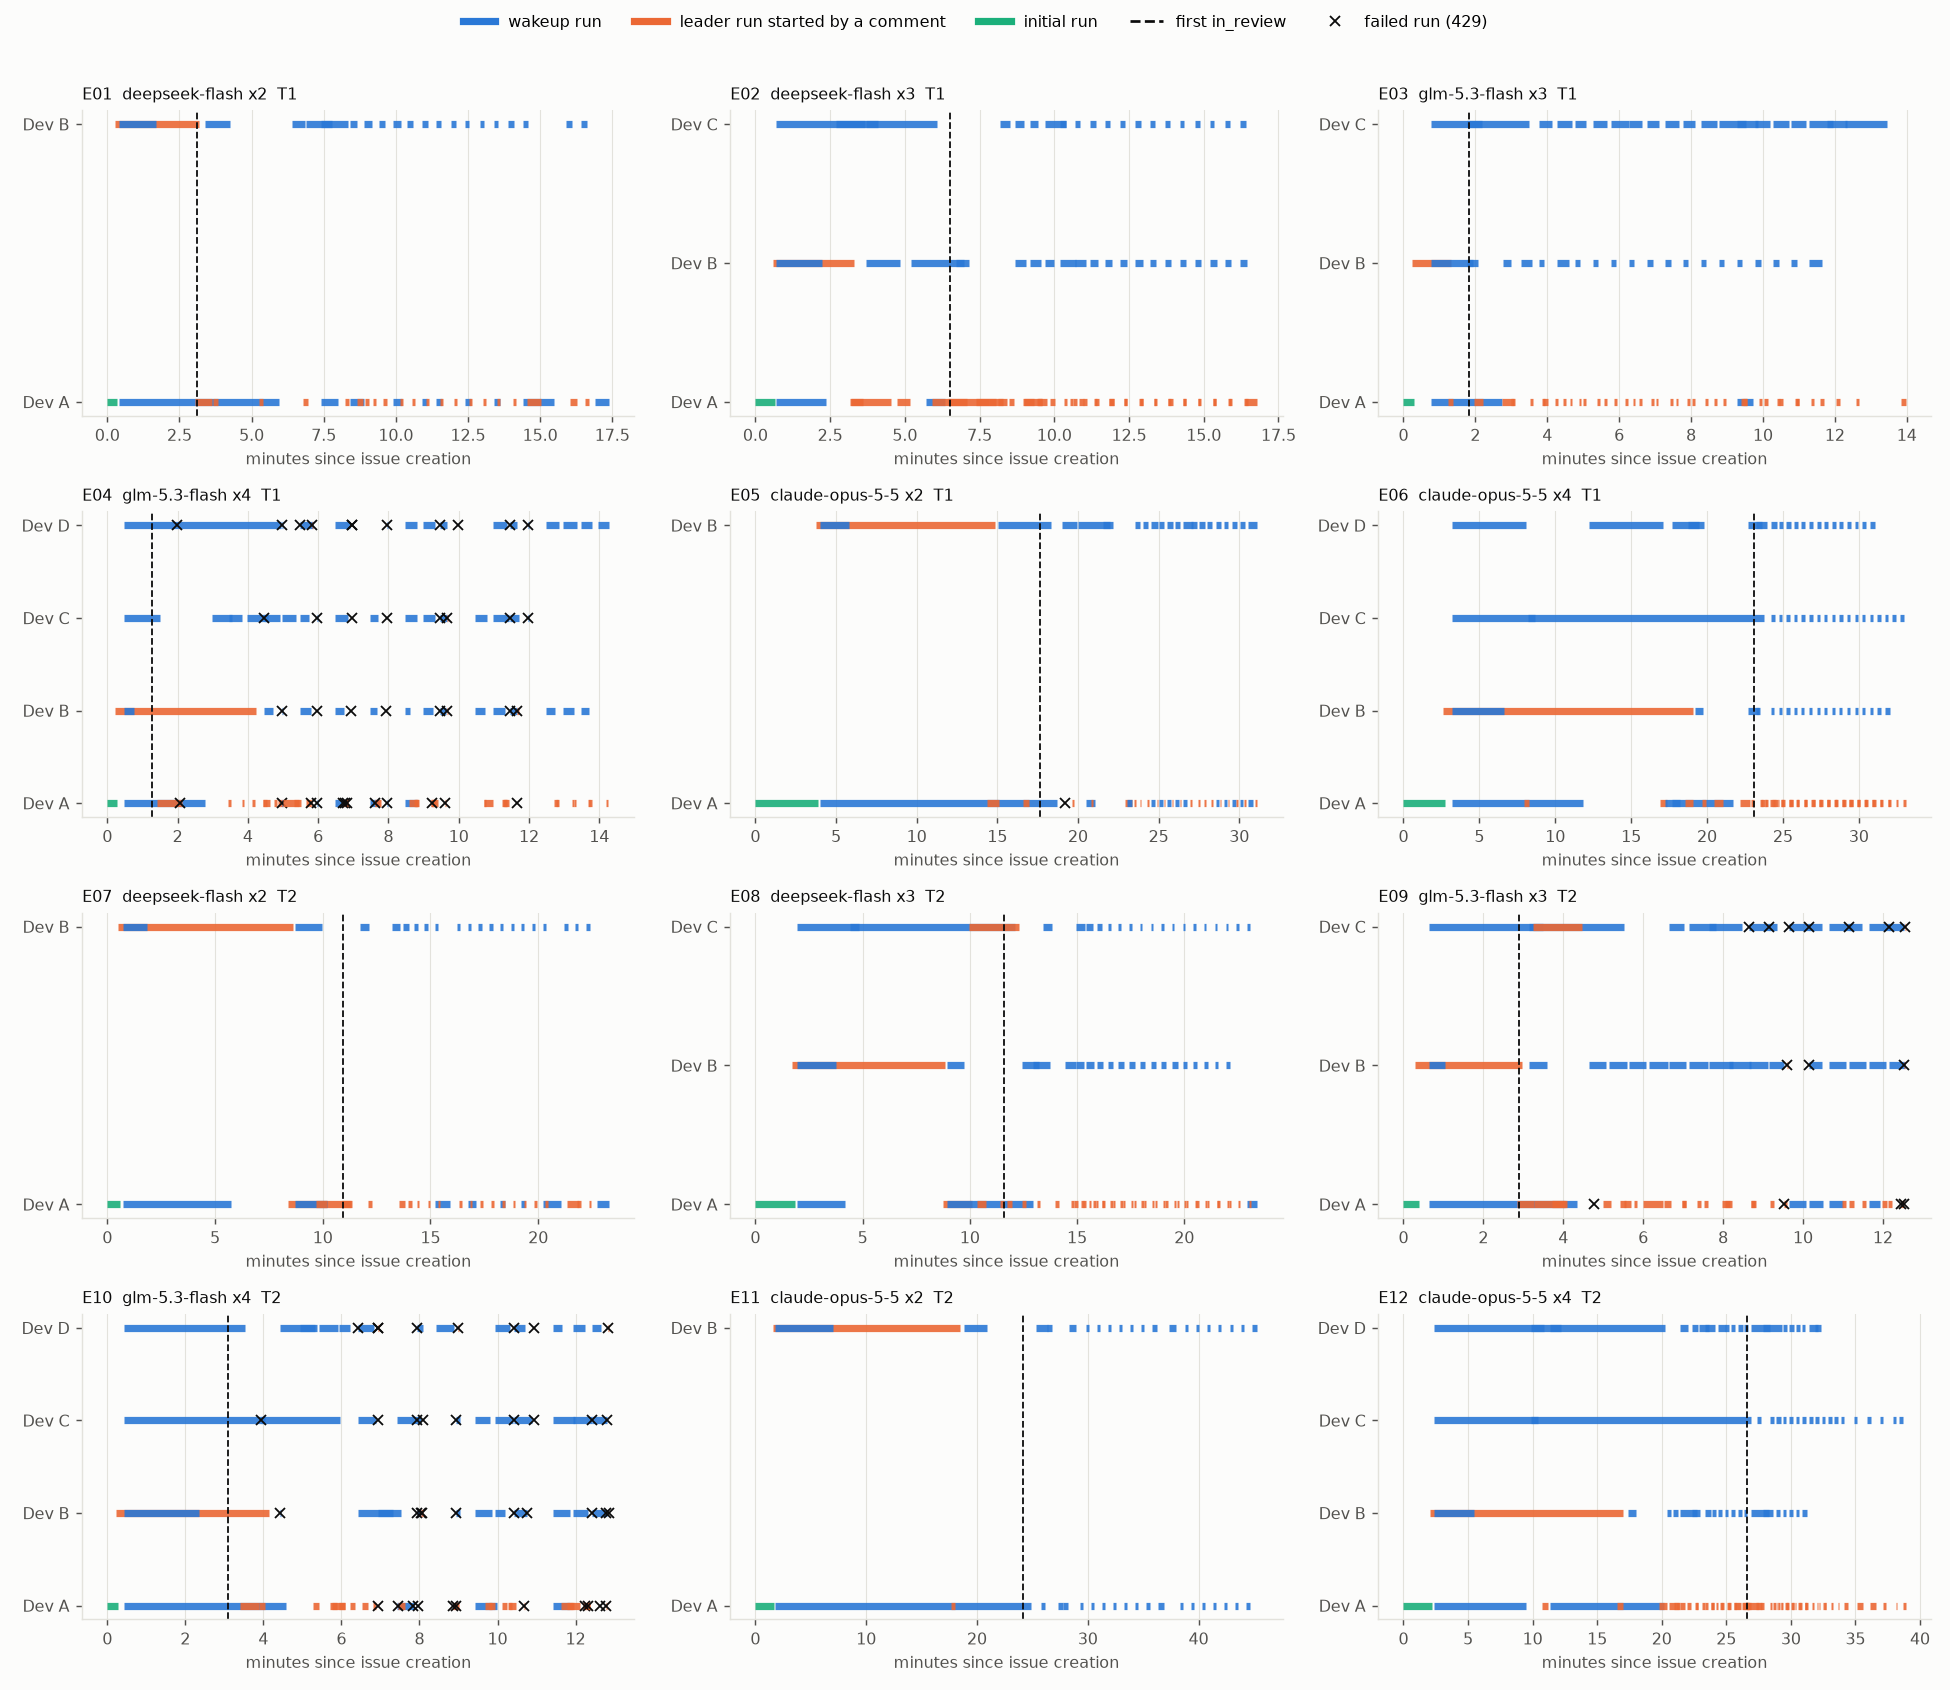 wakeup run leader run started by a comment initial run first in_review failed run (429)
E01 deepseek-flash x2 T1
Dev B
Dev A
0.0 2.5 5.0 7.5 10.0 12.5 15.0 17.5
minutes since issue creation
E02 deepseek-flash x3 T1
Dev C
Dev B
Dev A
0.0 2.5 5.0 7.5 10.0 12.5 15.0 17.5
minutes since issue creation
E03 glm-5.3-flash x3 T1
Dev C
Dev B
Dev A
0 2 4 6 8 10 12 14
minutes since issue creation
E04 glm-5.3-flash x4 T1
Dev D
Dev C
Dev B
Dev A
0 2 4 6 8 10 12 14
minutes since issue creation
E05 claude-opus-5-5 x2 T1
Dev B
Dev A
0 5 10 15 20 25 30
minutes since issue creation
E06 claude-opus-5-5 x4 T1
Dev D
Dev C
Dev B
Dev A
0 5 10 15 20 25 30
minutes since issue creation
E07 deepseek-flash x2 T2
Dev B
Dev A
0 5 10 15 20
minutes since issue creation
E08 deepseek-flash x3 T2
Dev C
Dev B
Dev A
0 5 10 15 20
minutes since issue creation
E09 glm-5.3-flash x3 T2
Dev C
Dev B
Dev A
0 2 4 6 8 10 12
minutes since issue creation
E10 glm-5.3-flash x4 T2
Dev D
Dev C
Dev B
Dev A
0 2 4 6 8 10 12
minutes since issue creation
E11 claude-opus-5-5 x2 T2
Dev B
Dev A
0 10 20 30 40
minutes since issue creation
E12 claude-opus-5-5 x4 T2
Dev D
Dev C
Dev B
Dev A
0 5 10 15 20 25 30 35 40
minutes since issue creation